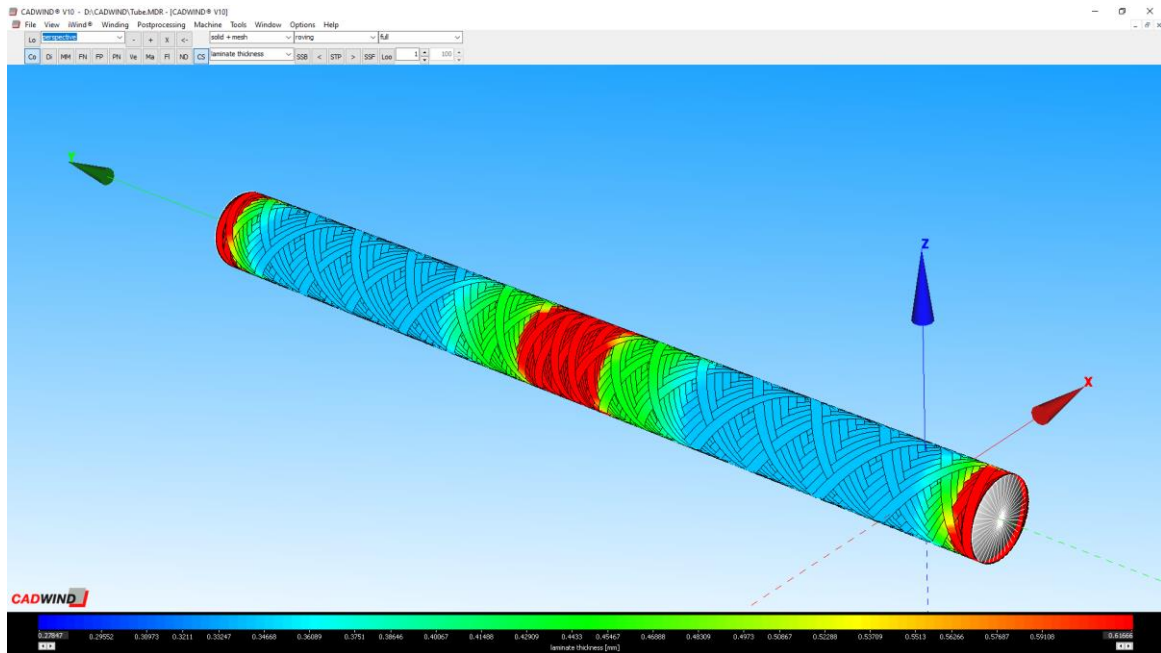 CADWIND® V10 - D:\CADWIND\Tube.MDR - [CADWIND® V10]
File View iWind® Winding Postprocessing Machine Tools Window Options Help
Lo perspective - + X <- solid + mesh roving full
Co Di MM FN FP PN Ve Ma Fl ND CS laminate thickness SSB < STP > SSF Loo 1 100
Y
Z
X
CADWIND
0.27847 0.29552 0.30973 0.3211 0.33247 0.34668 0.36089 0.3751 0.38646 0.40067 0.41488 0.42909 0.4433 0.45467 0.46888 0.48309 0.4973 0.50867 0.52288 0.53709 0.5513 0.56266 0.57687 0.59108 0.61666
laminate thickness [mm]